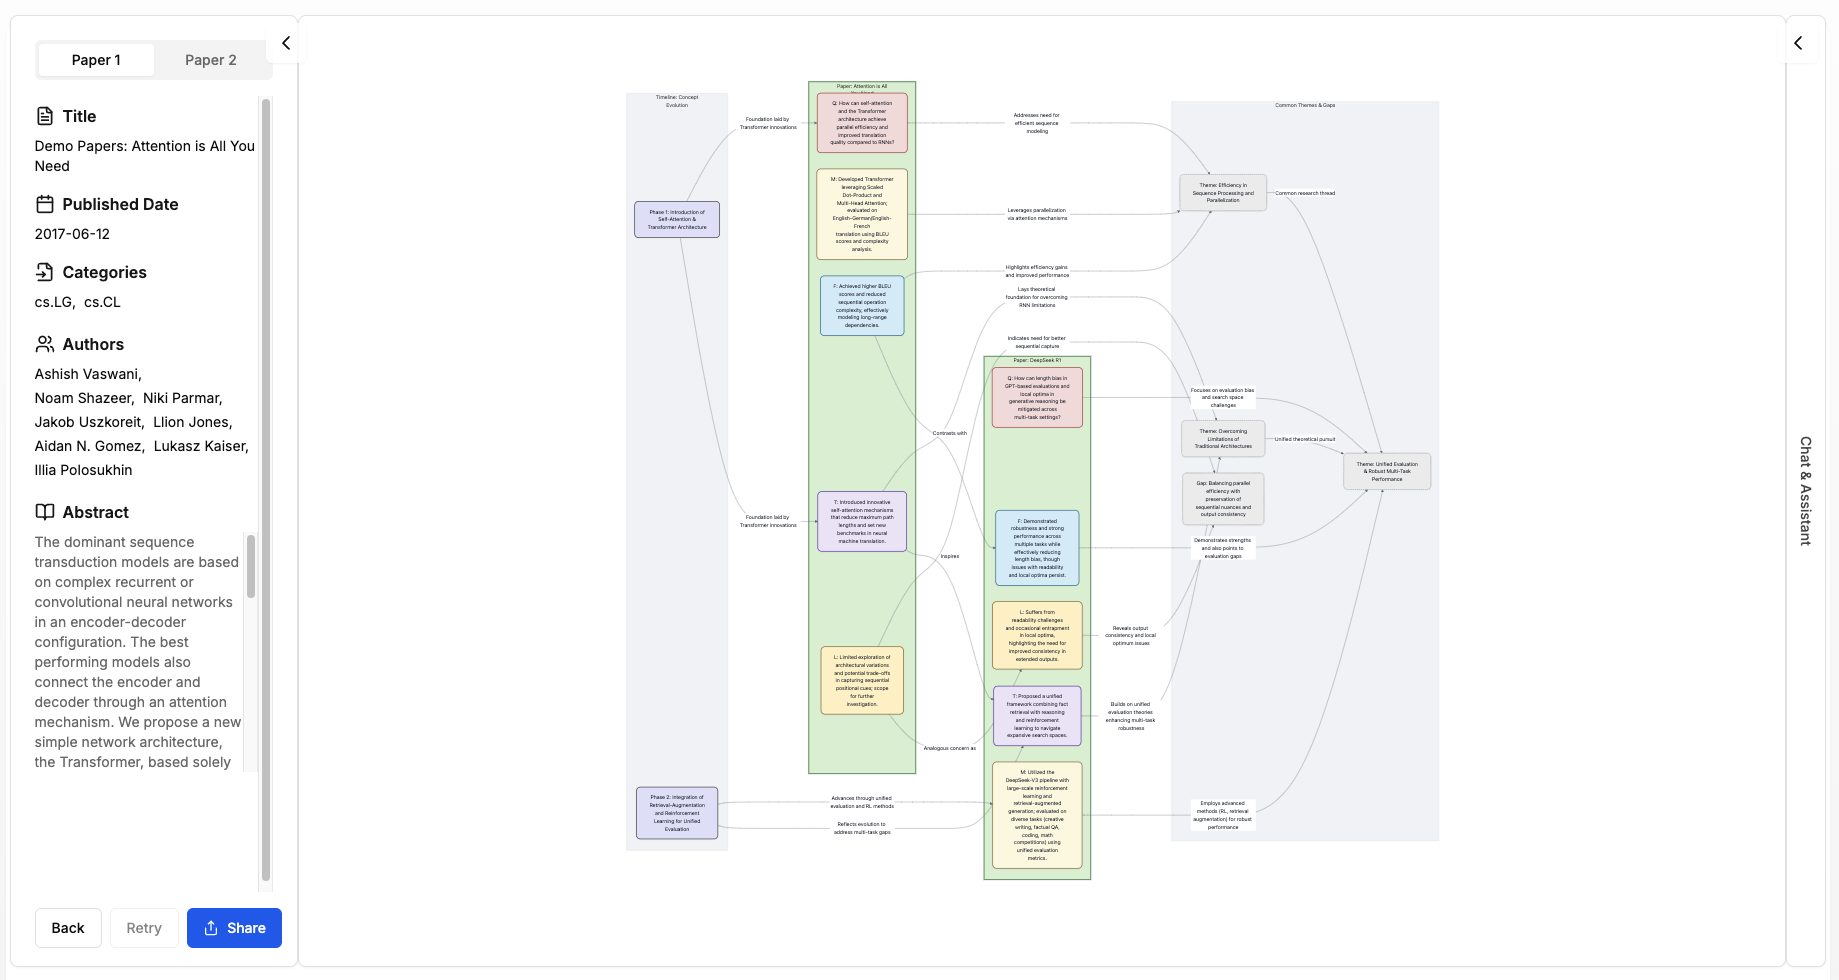 Paper 1
Paper 2
Title
Demo Papers: Attention is All You
Need
Published Date
2017-06-12
Categories
cs.LG, cs.CL
Authors
Ashish Vaswani,
Noam Shazeer, Niki Parmar,
Jakob Uszkoreit, Llion Jones,
Aidan N. Gomez, Lukasz Kaiser,
Illia Polosukhin
Abstract
The dominant sequence
transduction models are based
on complex recurrent or
convolutional neural networks
in an encoder-decoder
configuration. The best
performing models also
connect the encoder and
decoder through an attention
mechanism. We propose a new
simple network architecture,
the Transformer, based solely
Back
Retry
Share
Timeline: Concept
Evolution
Phase 1: Introduction of
Self-Attention &
Transformer Architecture
Phase 2: Integration of
Retrieval-Augmentation
and Reinforcement
Learning for Unified
Evaluation
Foundation laid by
Transformer innovations
Foundation laid by
Transformer innovations
Advances through unified
evaluation and RL methods
Reflects evolution to
address multi-task gaps
Paper: Attention is All
Q: How can self-attention
and the Transformer
architecture achieve
parallel efficiency and
improved translation
quality compared to RNNs?
M: Developed Transformer
leveraging Scaled
Dot-Product and
Multi-Head Attention;
evaluated on
English-German/English-
French
translation using BLEU
scores and complexity
analysis.
F: Achieved higher BLEU
scores and reduced
sequential operation
complexity, effectively
modeling long-range
dependencies.
T: Introduced innovative
self-attention mechanisms
that reduce maximum path
lengths and set new
benchmarks in neural
machine translation.
L: Limited exploration of
architectural variations
and potential trade-offs
in capturing sequential
positional cues; scope
for further
investigation.
Contrasts with
Inspires
Analogous concern as
Addresses need for
efficient sequence
modeling
Leverages parallelization
via attention mechanisms
Highlights efficiency gains
and improved performance
Lays theoretical
foundation for overcoming
RNN limitations
Indicates need for better
sequential capture
Paper: DeepSeek R1
Q: How can length bias in
GPT-based evaluations and
local optima in
generative reasoning be
mitigated across
multi-task settings?
F: Demonstrated
robustness and strong
performance across
multiple tasks while
effectively reducing
length bias, though
issues with readability
and local optima persist.
L: Suffers from
readability challenges
and occasional entrapment
in local optima,
highlighting the need for
improved consistency in
extended outputs.
T: Proposed a unified
framework combining fact
retrieval with reasoning
and reinforcement
learning to navigate
expansive search spaces.
M: Utilized the
DeepSeek-V3 pipeline with
large-scale reinforcement
learning and
retrieval-augmented
generation; evaluated on
diverse tasks (creative
writing, factual QA,
coding, math
competitions) using
unified evaluation
metrics.
Reveals output
consistency and local
optimum issues
Builds on unified
evaluation theories
enhancing multi-task
robustness
Common Themes & Gaps
Theme: Efficiency in
Sequence Processing and
Parallelization
Common research thread
Focuses on evaluation bias
and search space
challenges
Theme: Overcoming
Limitations of
Traditional Architectures
Unified theoretical pursuit
Gap: Balancing parallel
efficiency with
preservation of
sequential nuances and
output consistency
Demonstrates strengths
and also points to
evaluation gaps
Employs advanced
methods (RL, retrieval
augmentation) for robust
performance
Theme: Unified Evaluation
& Robust Multi-Task
Performance
Chat & Assistant